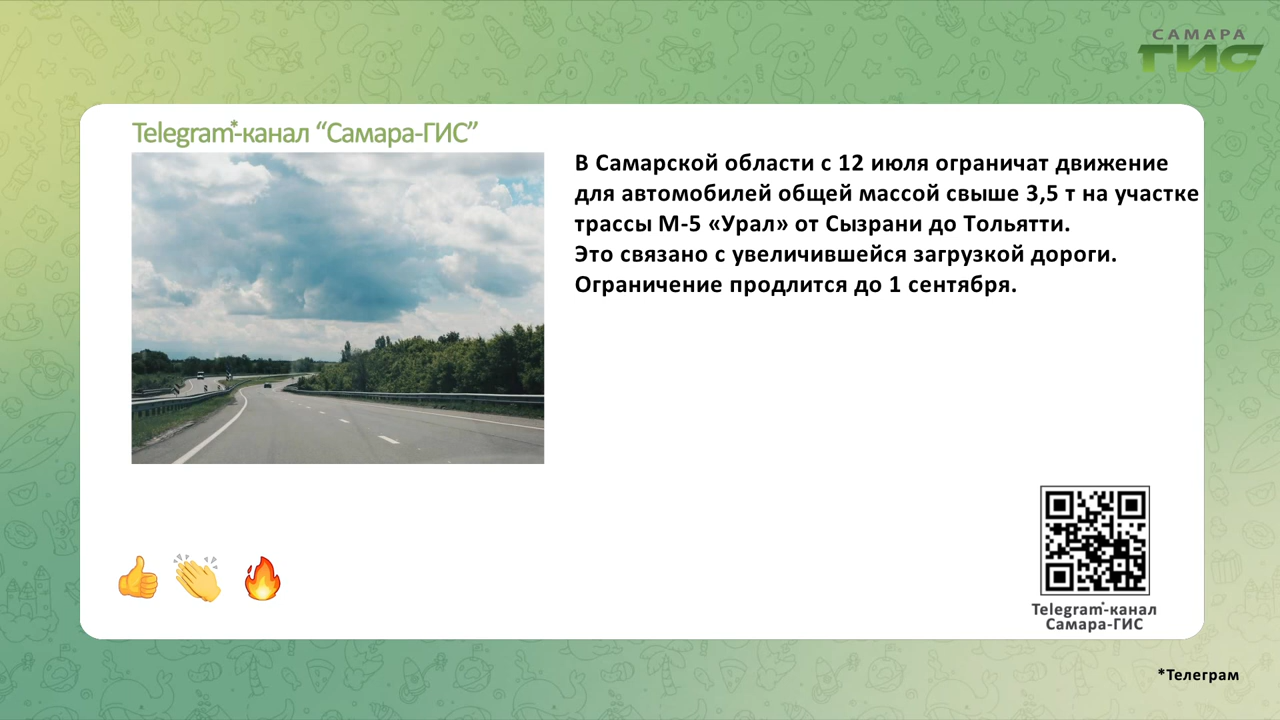 САМАРА
ГИС
Telegram*-канал “Самара-ГИС”
В Самарской области с 12 июля ограничат движение
для автомобилей общей массой свыше 3,5 т на участке
трассы М-5 «Урал» от Сызрани до Тольятти.
Это связано с увеличившейся загрузкой дороги.
Ограничение продлится до 1 сентября.
Telegram*-канал
Самара-ГИС
*Телеграм